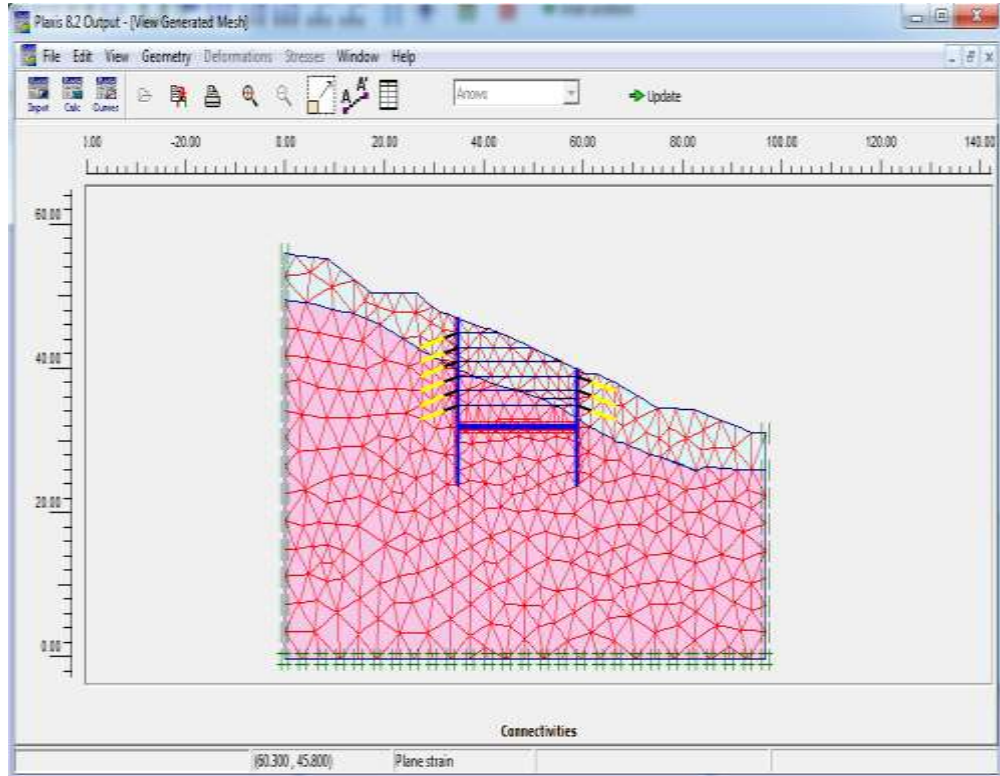 Plaxis 8.2 Output - [View Generated Mesh]
File Edit View Geometry Deformations Stresses Window Help
Input Calc Curves
A A'
Arrows
Update
1.00 -20.00 0.00 20.00 40.00 60.00 80.00 100.00 120.00 140.00
60.00
40.00
20.00
0.00
Connectivities
(60.300 , 45.800) Plane strain